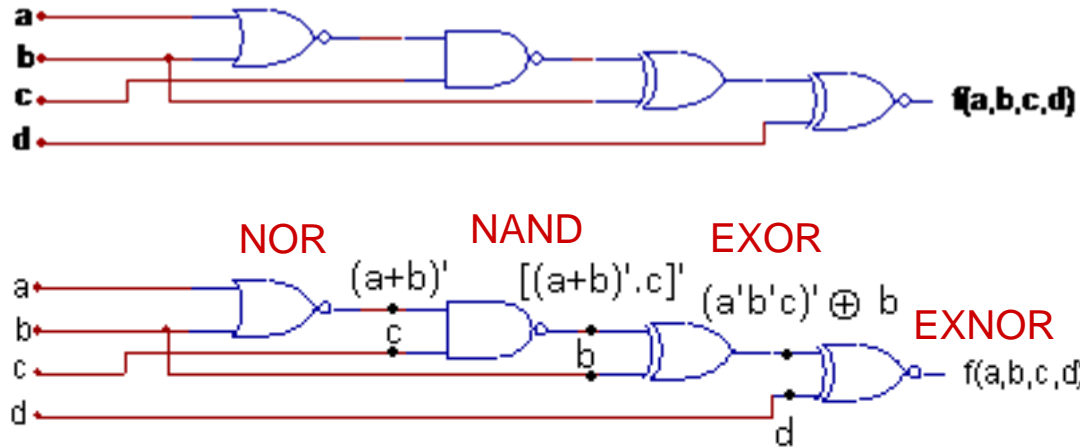 a
b
c
f(a,b,c,d)
d
NOR NAND EXOR
(a+b)' [(a+b)'.c]' (a'b'c)' ⊕ b
a
EXNOR
b
c
b
c
f(a,b,c,d)
d
d